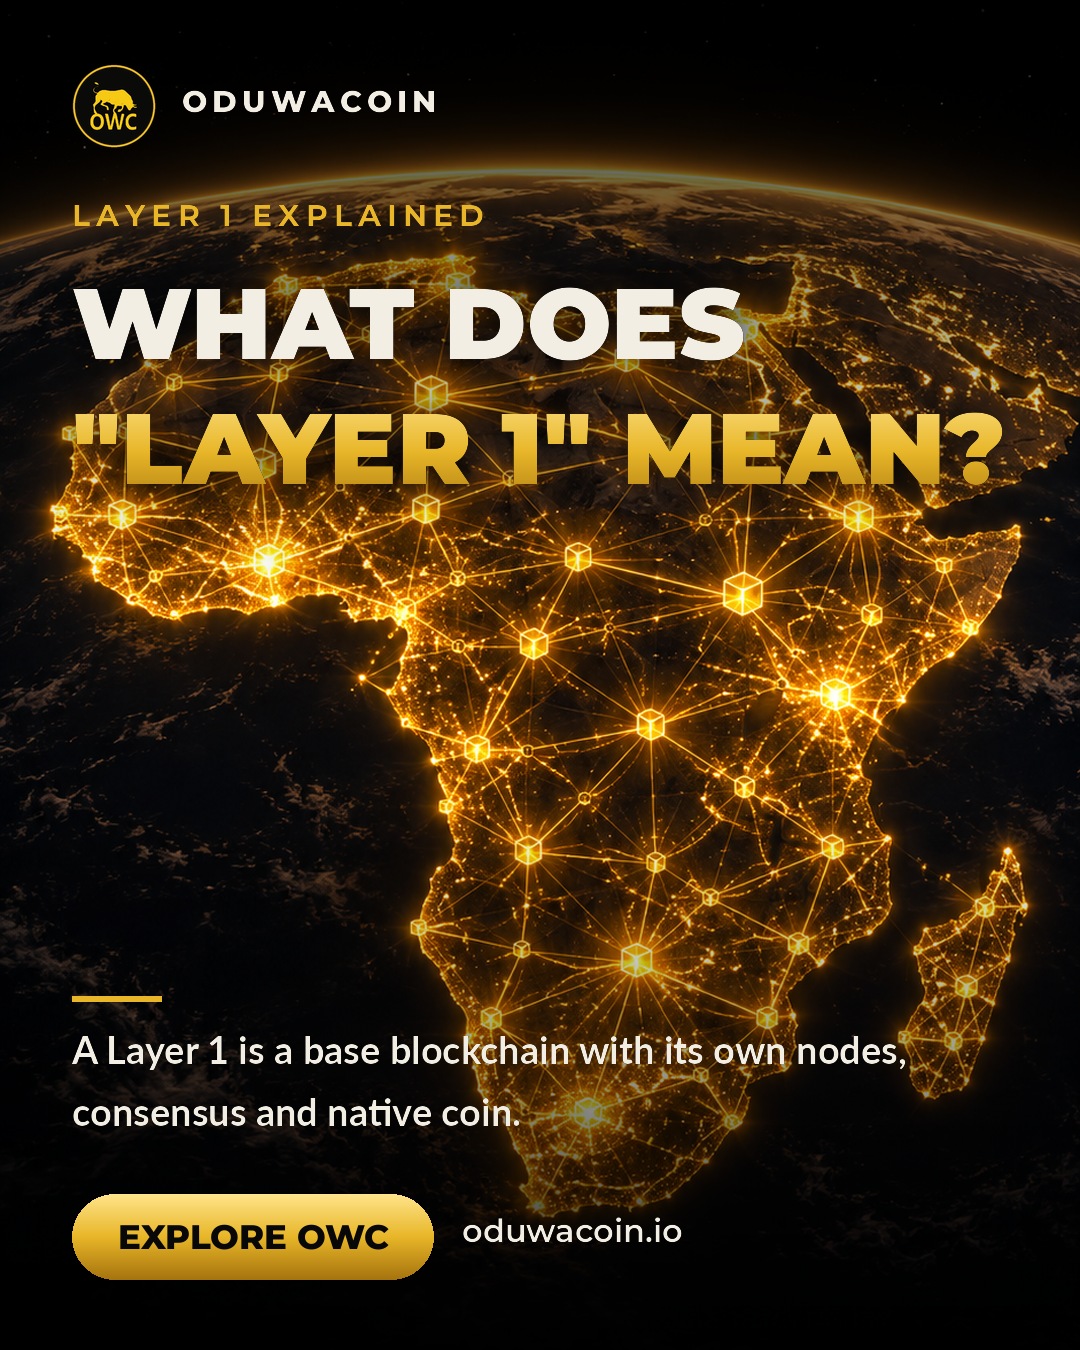 OWC
ODUWACOIN
LAYER 1 EXPLAINED
WHAT DOES
"LAYER 1" MEAN?
A Layer 1 is a base blockchain with its own nodes,
consensus and native coin.
EXPLORE OWC
oduwacoin.io